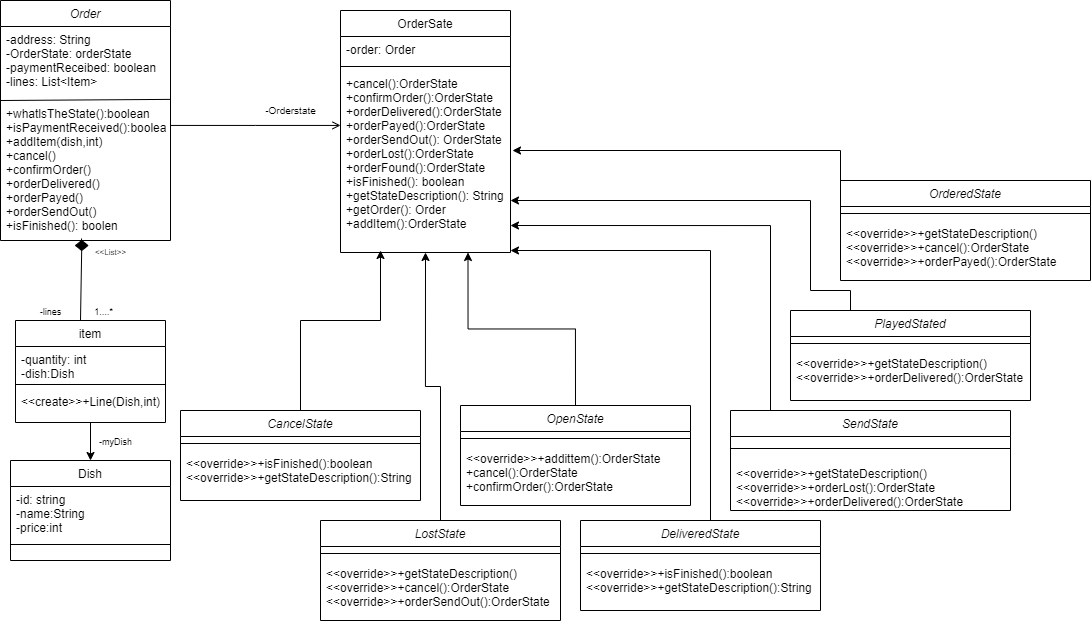 Order
-address: String
-OrderState: orderState
-paymentReceibed: boolean
-lines: List<Item>
+whatIsTheState():boolean
+isPaymentReceived():boolea
+addItem(dish,int)
+cancel()
+confirmOrder()
+orderDelivered()
+orderPayed()
+orderSendOut()
+isFinished(): boolen
-Orderstate
OrderSate
-order: Order
+cancel():OrderState
+confirmOrder():OrderState
+orderDelivered():OrderState
+orderPayed():OrderState
+orderSendOut(): OrderState
+orderLost():OrderState
+orderFound():OrderState
+isFinished(): boolean
+getStateDescription(): String
+getOrder(): Order
+addItem():OrderState
OrderedState
<<override>>+getStateDescription()
<<override>>+cancel():OrderState
<<override>>+orderPayed():OrderState
<<List>>
-lines 1....*
item
-quantity: int
-dish:Dish
<<create>>+Line(Dish,int)
-myDish
Dish
-id: string
-name:String
-price:int
PlayedStated
<<override>>+getStateDescription()
<<override>>+orderDelivered():OrderState
CancelState
<<override>>+isFinished():boolean
<<override>>+getStateDescription():String
OpenState
<<override>>+addittem():OrderState
+cancel():OrderState
+confirmOrder():OrderState
SendState
<<override>>+getStateDescription()
<<override>>+orderLost():OrderState
<<override>>+orderDelivered():OrderState
LostState
<<override>>+getStateDescription()
<<override>>+cancel():OrderState
<<override>>+orderSendOut():OrderState
DeliveredState
<<override>>+isFinished():boolean
<<override>>+getStateDescription():String